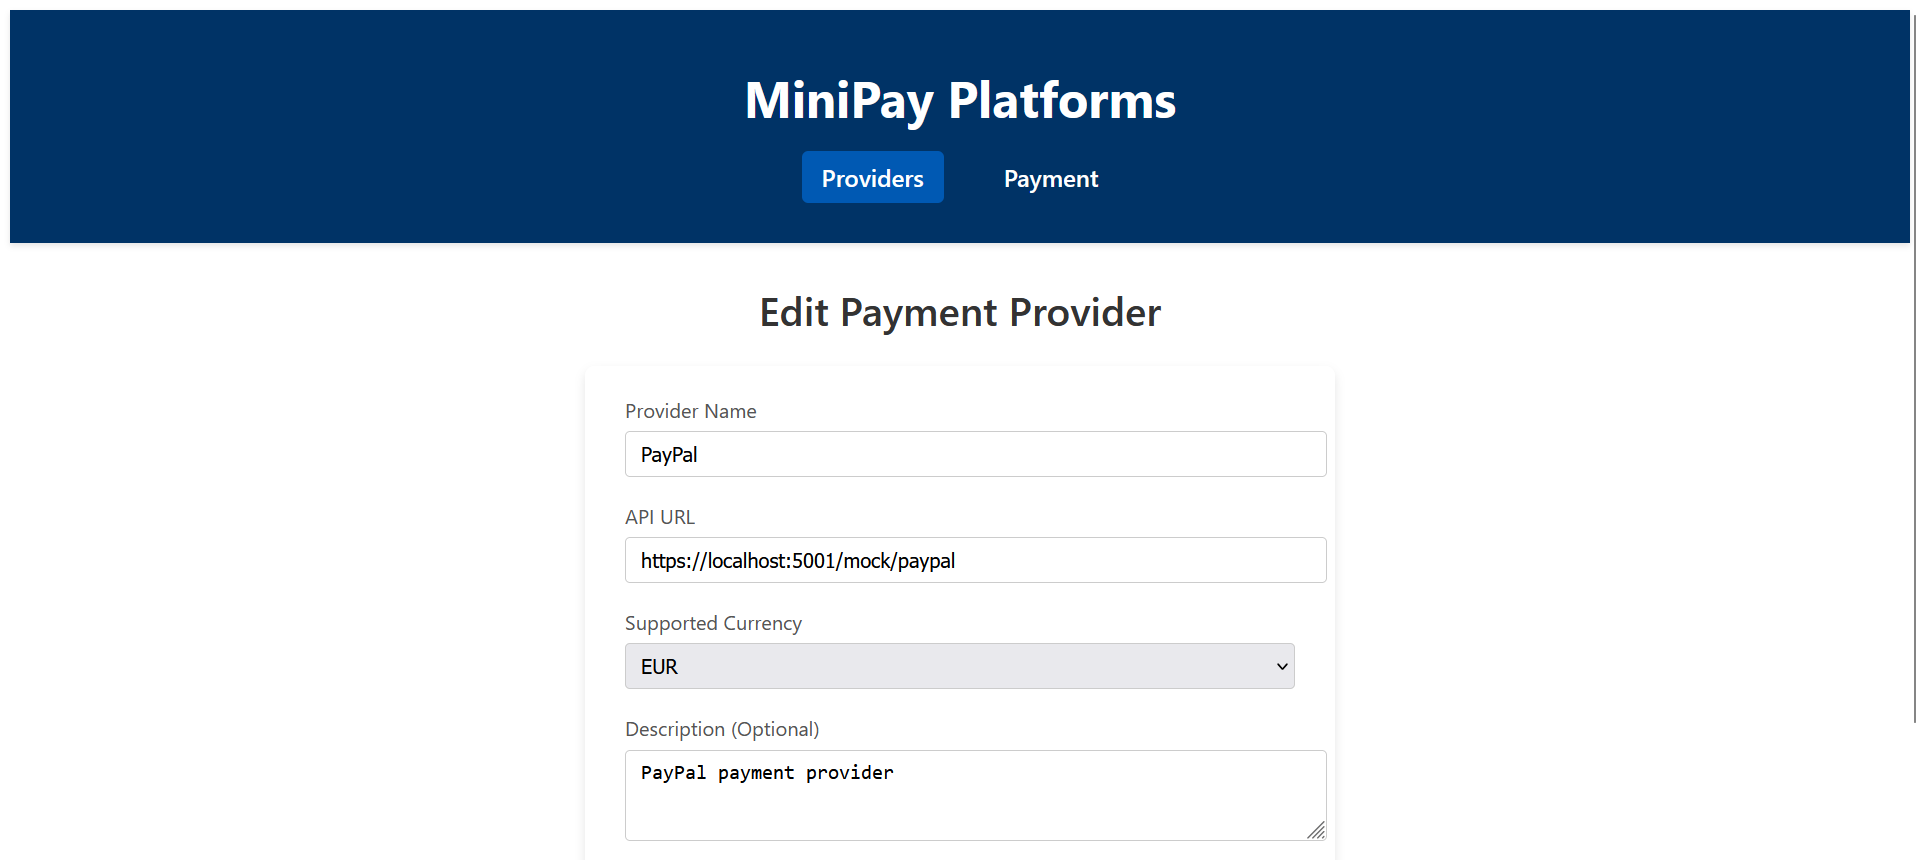 MiniPay Platforms
Providers
Payment
Edit Payment Provider
Provider Name
PayPal
API URL
https://localhost:5001/mock/paypal
Supported Currency
EUR
Description (Optional)
PayPal payment provider